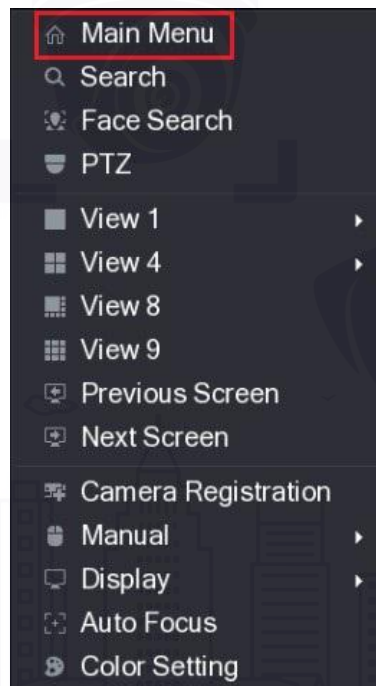 Main Menu
Search
Face Search
PTZ
View 1
View 4
View 8
View 9
Previous Screen
Next Screen
Camera Registration
Manual
Display
Auto Focus
Color Setting